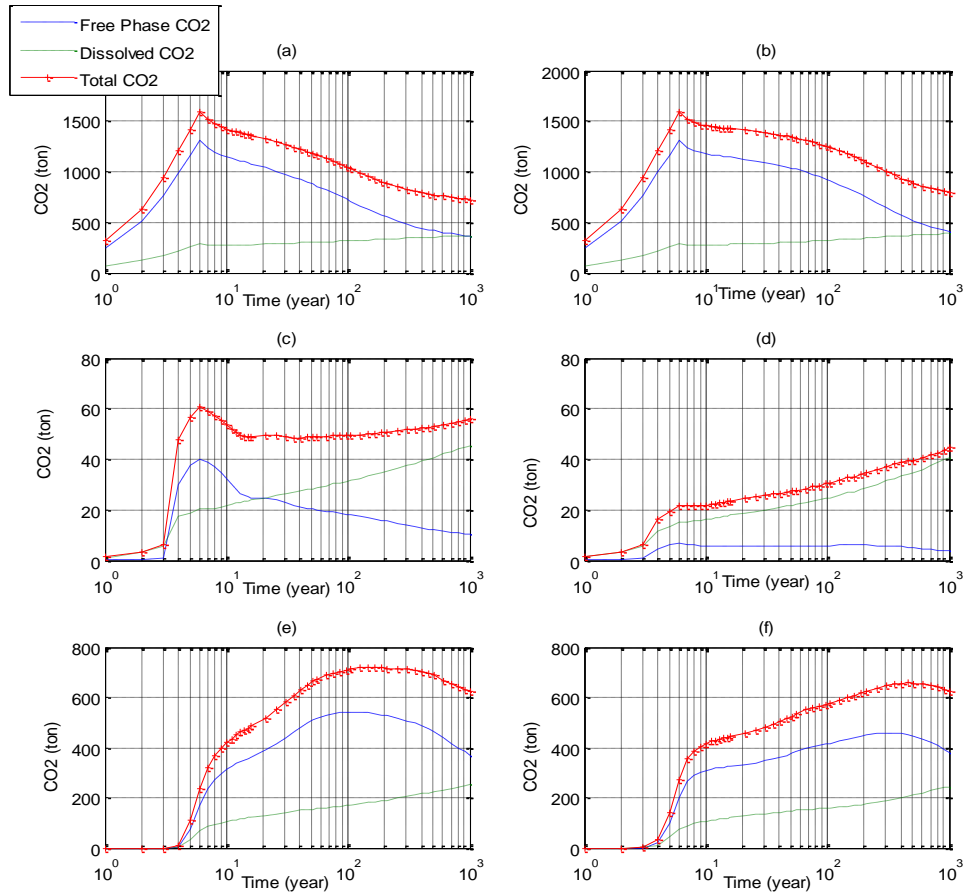 Free Phase CO2
Dissolved CO2
Total CO2
(a)
2000
1500
1000
500
0
CO2 (ton)
10^0 10^1 10^2 10^3
Time (year)
(b)
2000
1500
1000
500
0
CO2 (ton)
10^0 10^1 10^2 10^3
Time (year)
(c)
80
60
40
20
0
CO2 (ton)
10^0 10^1 10^2 10^3
Time (year)
(d)
80
60
40
20
0
CO2 (ton)
10^0 10^1 10^2 10^3
Time (year)
(e)
800
600
400
200
0
CO2 (ton)
10^0 10^1 10^2 10^3
Time (year)
(f)
800
600
400
200
0
CO2 (ton)
10^0 10^1 10^2 10^3
Time (year)